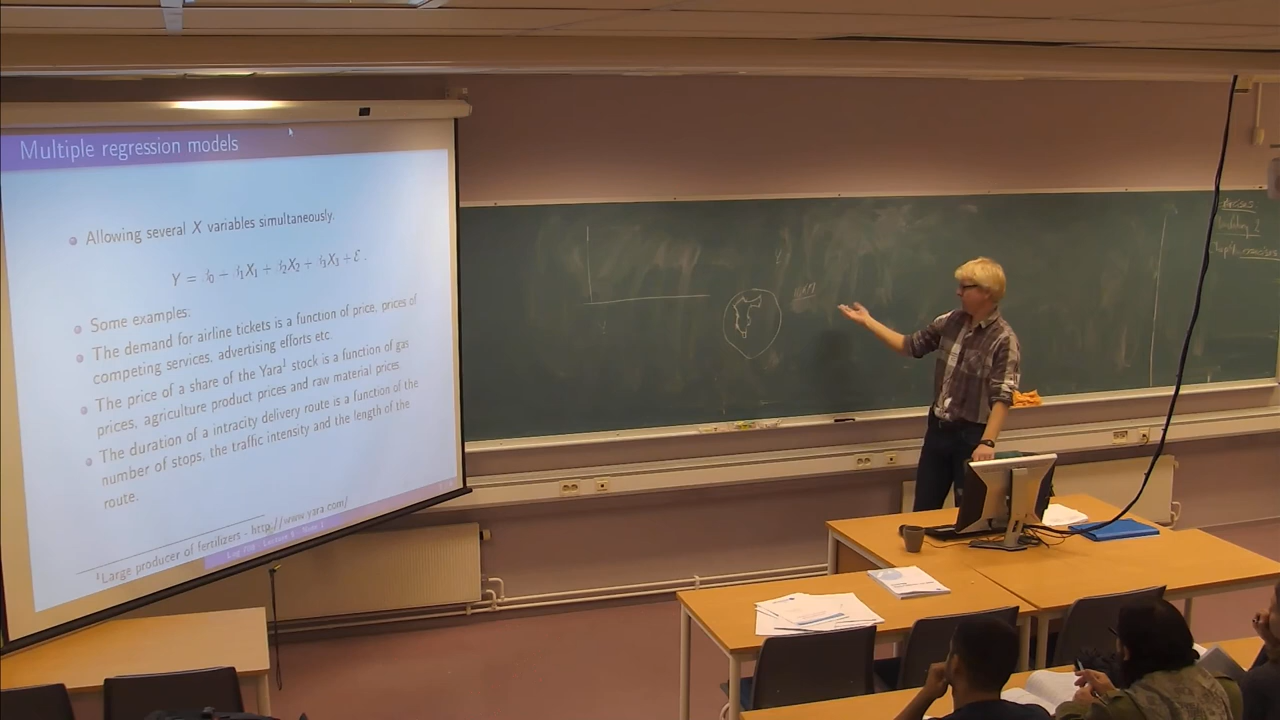 Multiple regression models
Allowing several X variables simultaneously.
Y = β₀ + β₁X₁ + β₂X₂ + β₃X₃ + ℰ.
Some examples:
The demand for airline tickets is a function of price, prices of
competing services, advertising efforts etc.
The price of a share of the Yara¹ stock is a function of gas
prices, agriculture product prices and raw material prices.
The duration of a intracity delivery route is a function of the
number of stops, the traffic intensity and the length of the
route.
¹Large producer of fertilizers - http://www.yara.com/